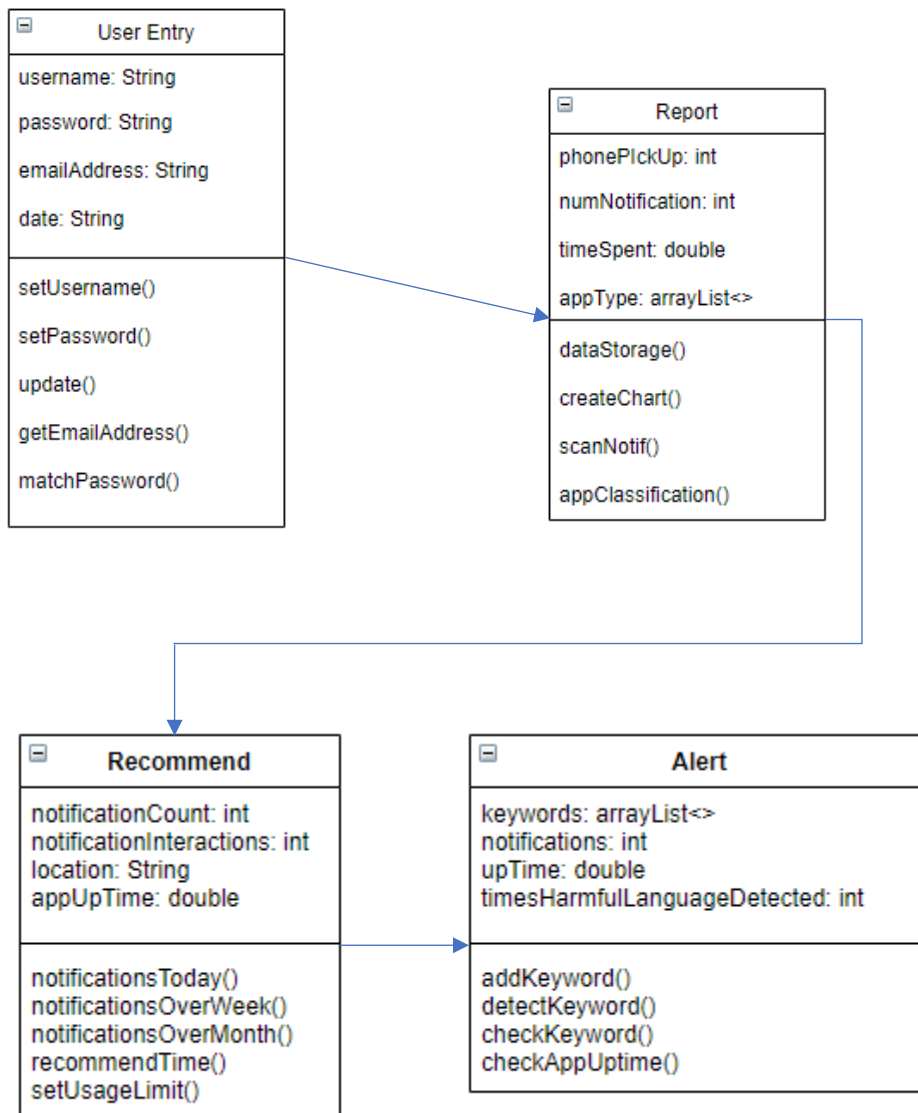 User Entry
username: String
password: String
emailAddress: String
date: String
setUsername()
setPassword()
update()
getEmailAddress()
matchPassword()
Report
phonePIckUp: int
numNotification: int
timeSpent: double
appType: arrayList<>
dataStorage()
createChart()
scanNotif()
appClassification()
Recommend
notificationCount: int
notificationInteractions: int
location: String
appUpTime: double
notificationsToday()
notificationsOverWeek()
notificationsOverMonth()
recommendTime()
setUsageLimit()
Alert
keywords: arrayList<>
notifications: int
upTime: double
timesHarmfulLanguageDetected: int
addKeyword()
detectKeyword()
checkKeyword()
checkAppUptime()